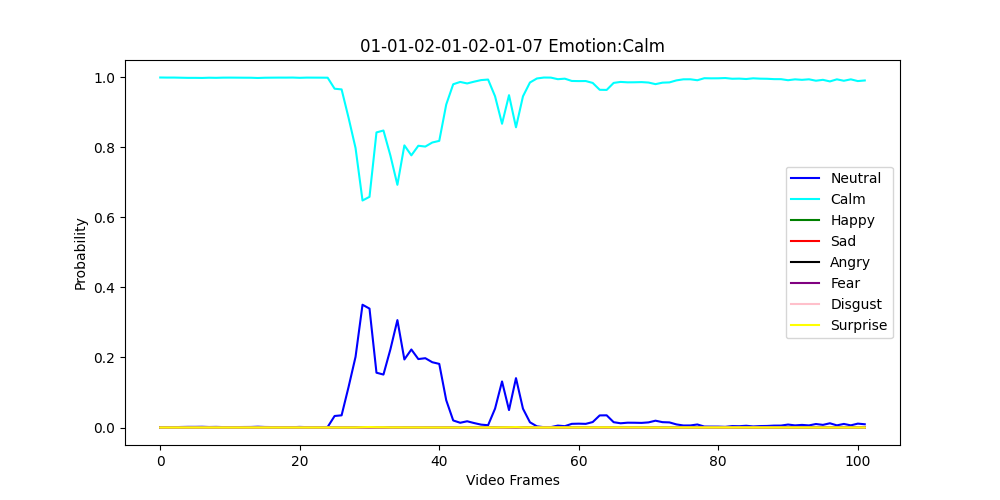 01-01-02-01-02-01-07 Emotion:Calm
1.0
0.8
0.6
0.4
0.2
0.0
Probability
0 20 40 60 80 100
Video Frames
Neutral
Calm
Happy
Sad
Angry
Fear
Disgust
Surprise